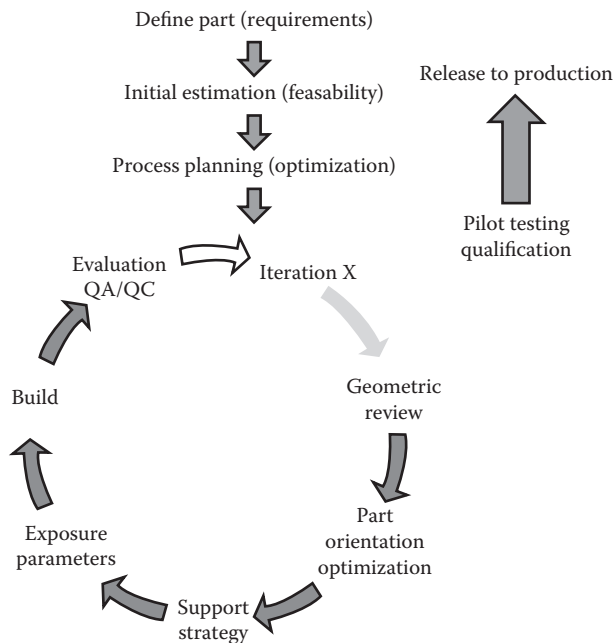 Define part (requirements)
Initial estimation (feasability)
Process planning (optimization)
Release to production
Pilot testing
qualification
Iteration X
Geometric
review
Part
orientation
optimization
Support
strategy
Exposure
parameters
Build
Evaluation
QA/QC